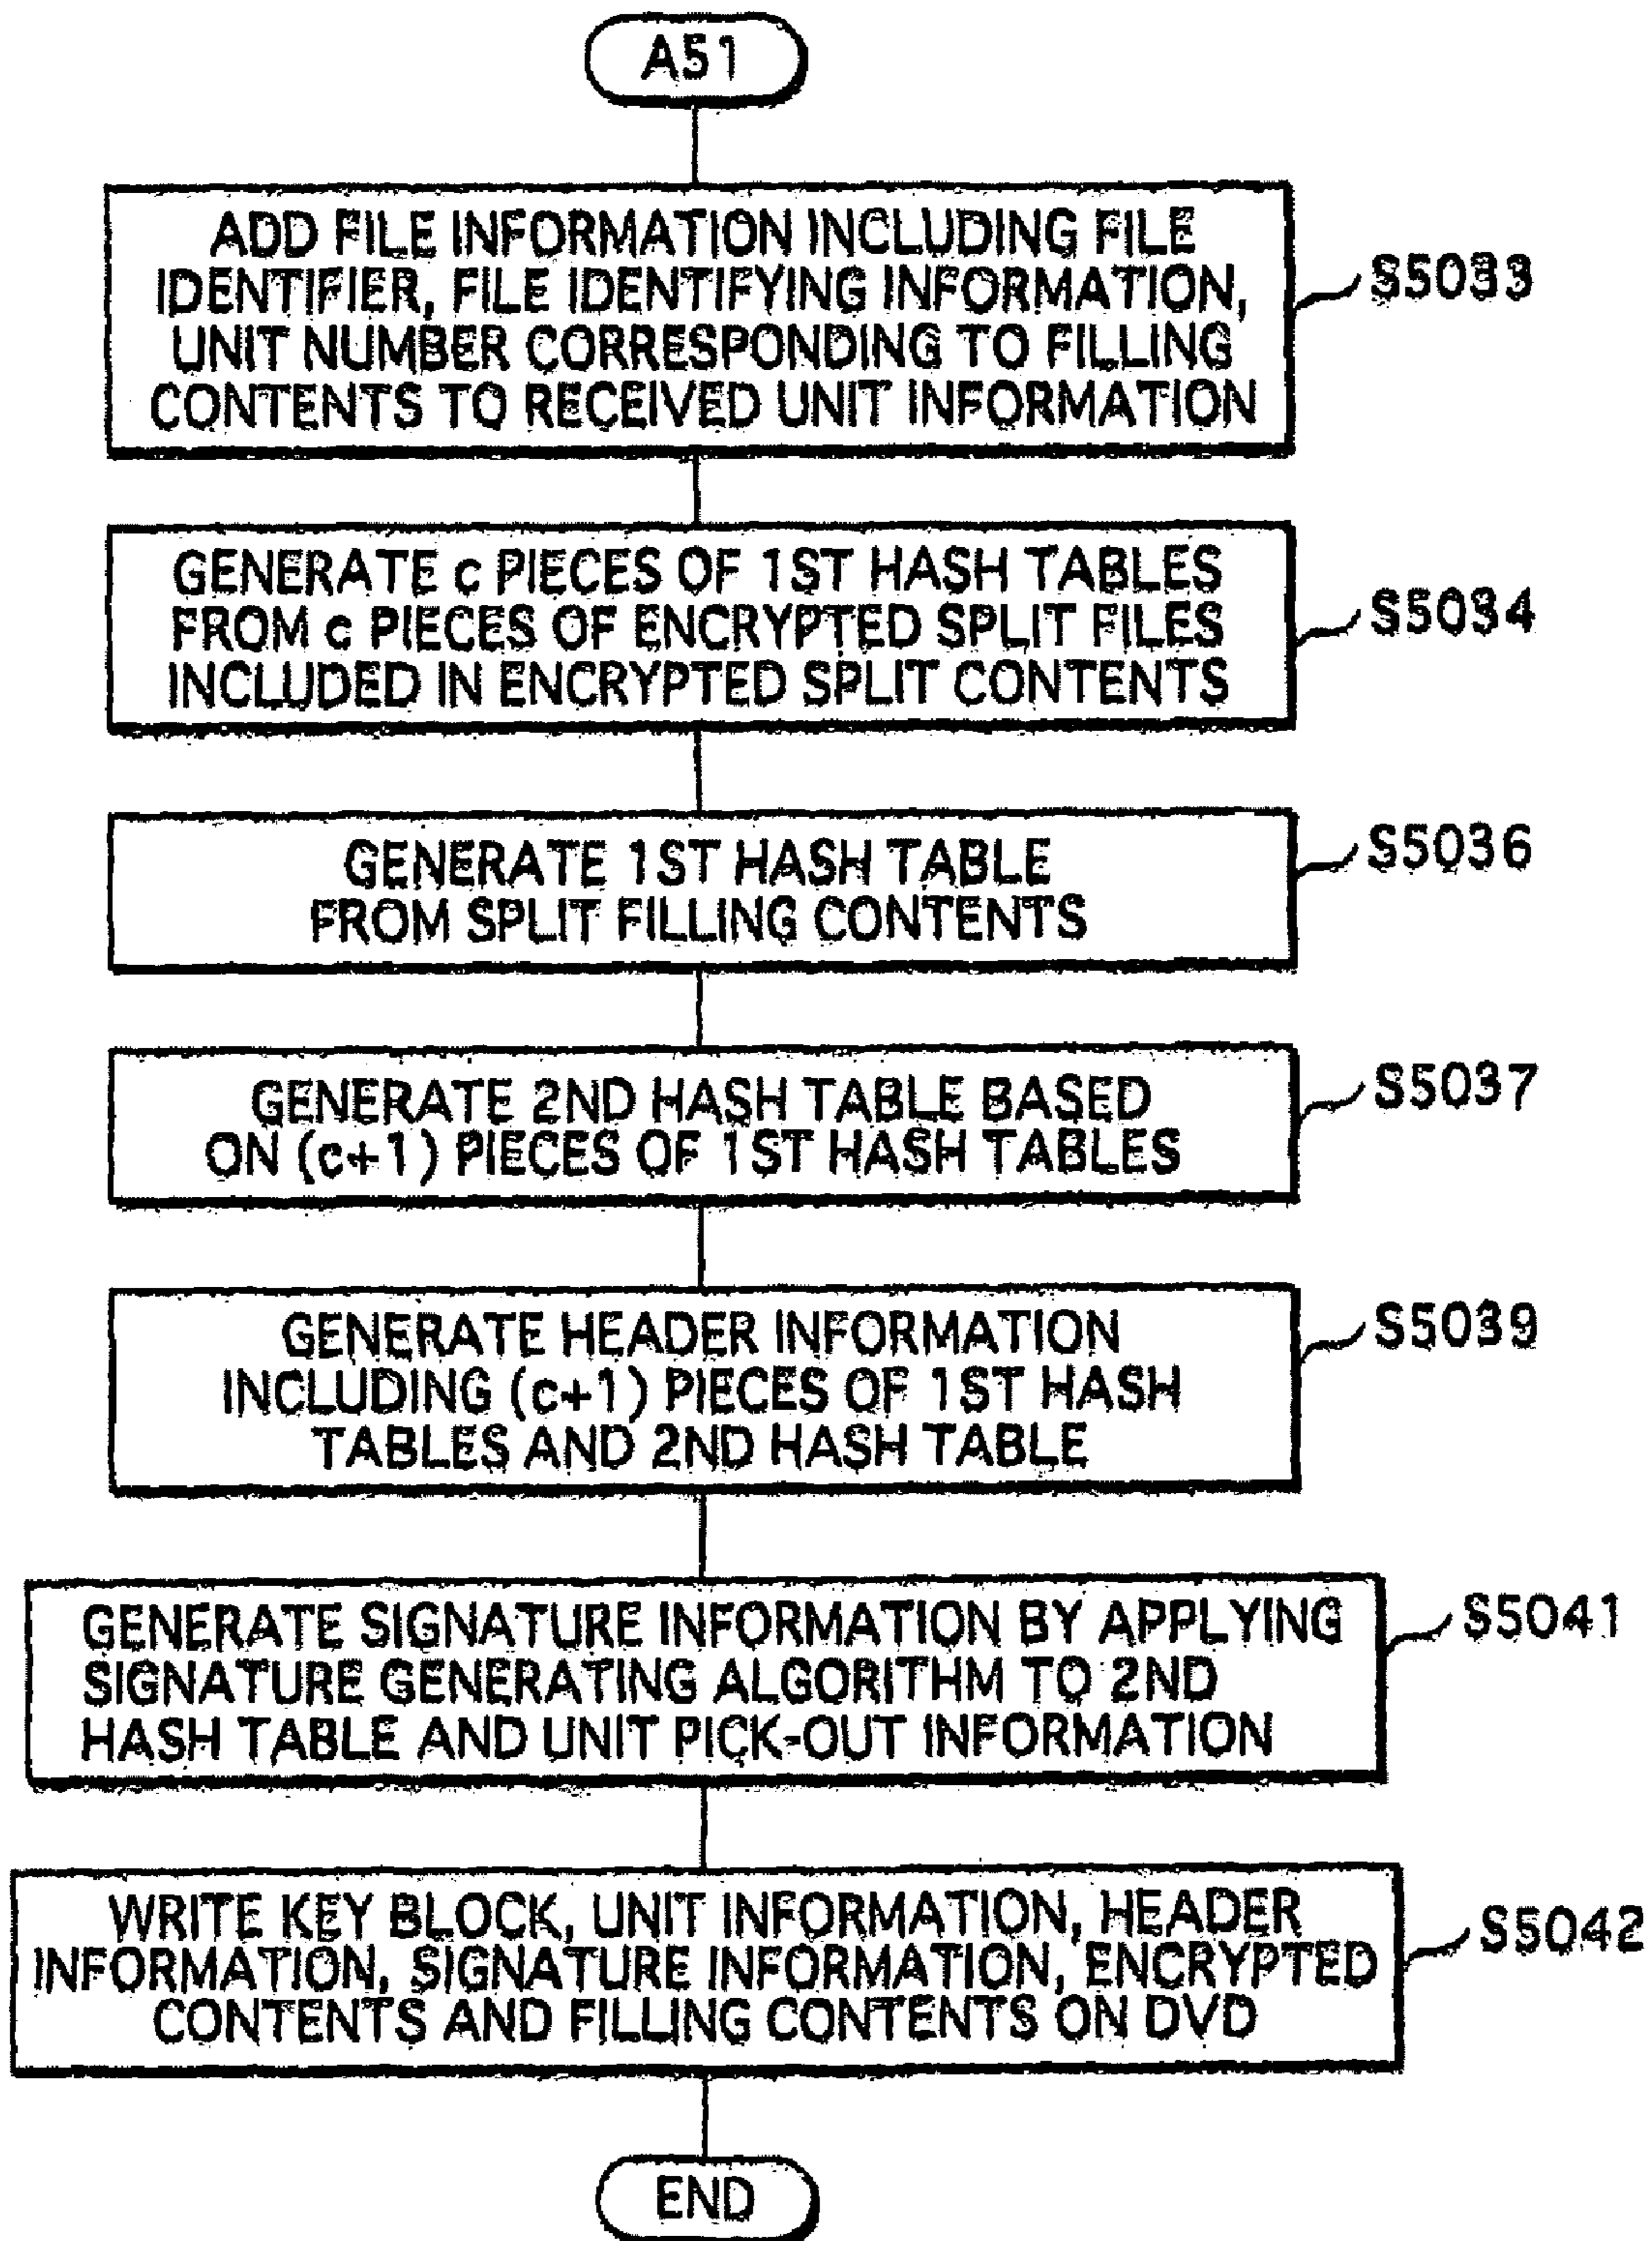 A51
ADD FILE INFORMATION INCLUDING FILE
IDENTIFIER, FILE IDENTIFYING INFORMATION,
UNIT NUMBER CORRESPONDING TO FILLING
CONTENTS TO RECEIVED UNIT INFORMATION
S5033
GENERATE c PIECES OF 1ST HASH TABLES
FROM c PIECES OF ENCRYPTED SPLIT FILES
INCLUDED IN ENCRYPTED SPLIT CONTENTS
S5034
GENERATE 1ST HASH TABLE
FROM SPLIT FILLING CONTENTS
S5036
GENERATE 2ND HASH TABLE BASED
ON (c+1) PIECES OF 1ST HASH TABLES
S5037
GENERATE HEADER INFORMATION
INCLUDING (c+1) PIECES OF 1ST HASH
TABLES AND 2ND HASH TABLE
S5039
GENERATE SIGNATURE INFORMATION BY APPLYING
SIGNATURE GENERATING ALGORITHM TO 2ND
HASH TABLE AND UNIT PICK-OUT INFORMATION
S5041
WRITE KEY BLOCK, UNIT INFORMATION, HEADER
INFORMATION, SIGNATURE INFORMATION, ENCRYPTED
CONTENTS AND FILLING CONTENTS ON DVD
S5042
END